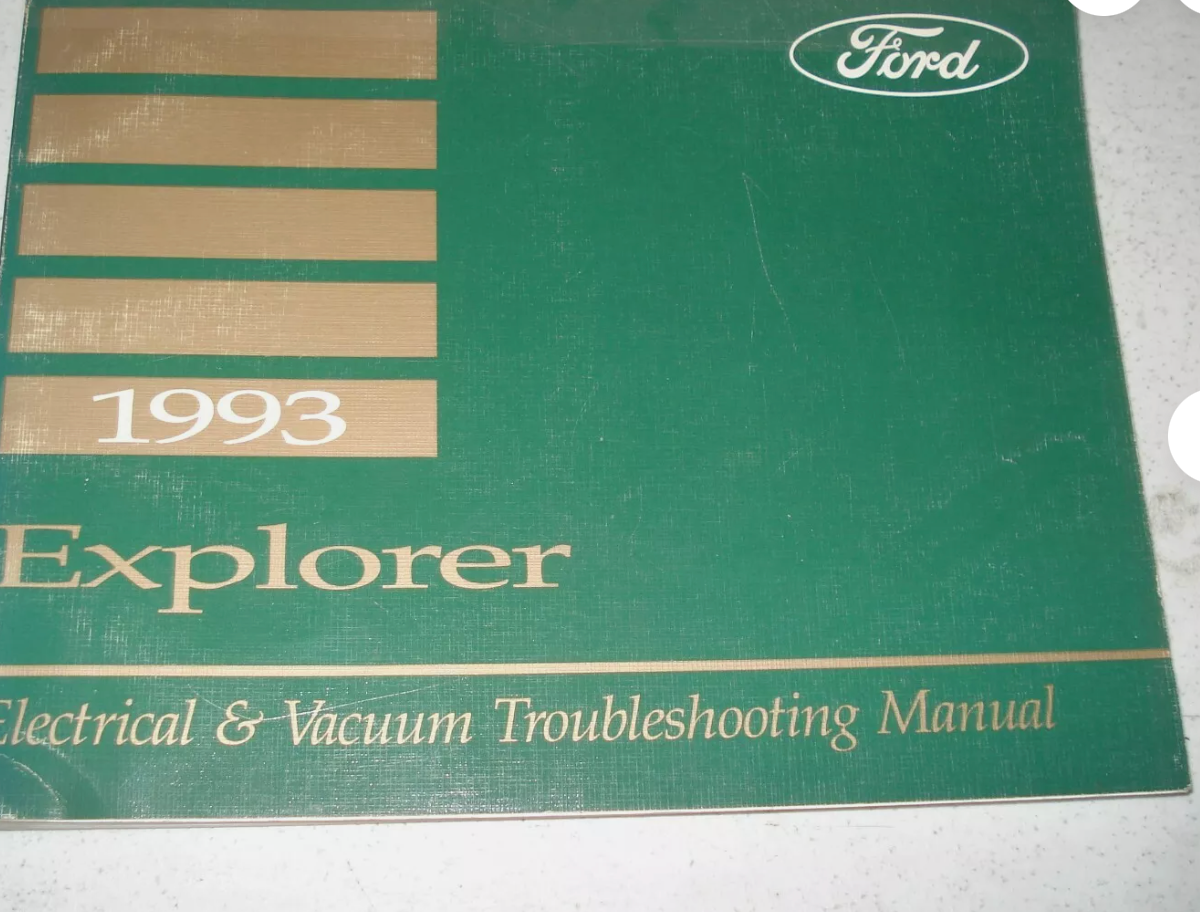 Ford
1993
Explorer
Electrical & Vacuum Troubleshooting Manual